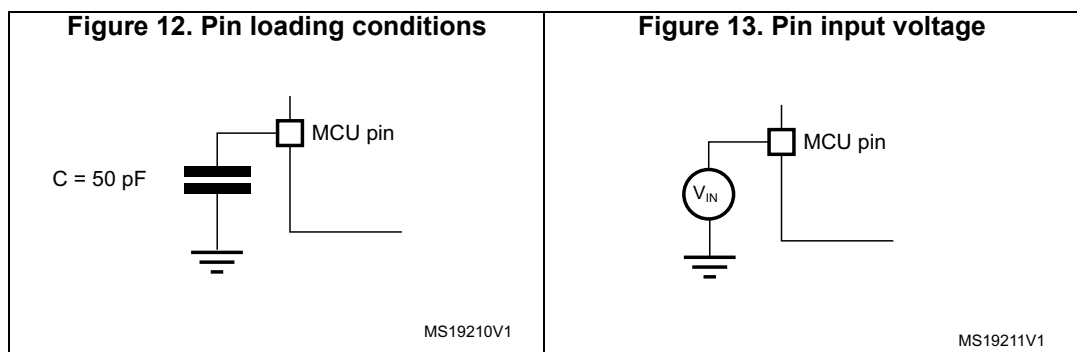 Figure 12. Pin loading conditions
MCU pin
C = 50 pF
MS19210V1
Figure 13. Pin input voltage
MCU pin
VIN
MS19211V1